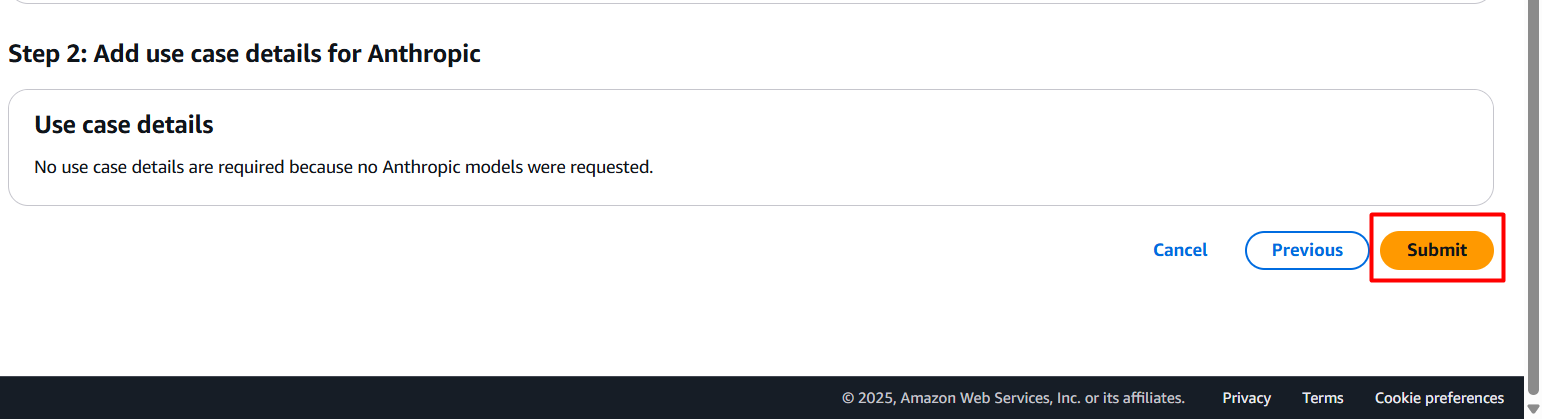 Step 2: Add use case details for Anthropic
Use case details
No use case details are required because no Anthropic models were requested.
Cancel Previous Submit
© 2025, Amazon Web Services, Inc. or its affiliates. Privacy Terms Cookie preferences